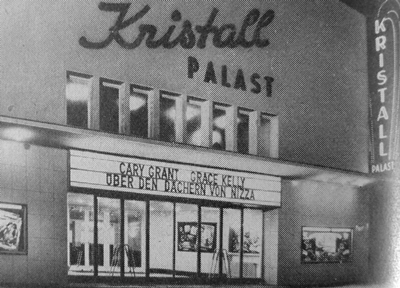 Kristall
PALAST
KRISTALL
PALAST
CARY GRANT GRACE KELLY
ÜBER DEN DÄCHERN VON NIZZA